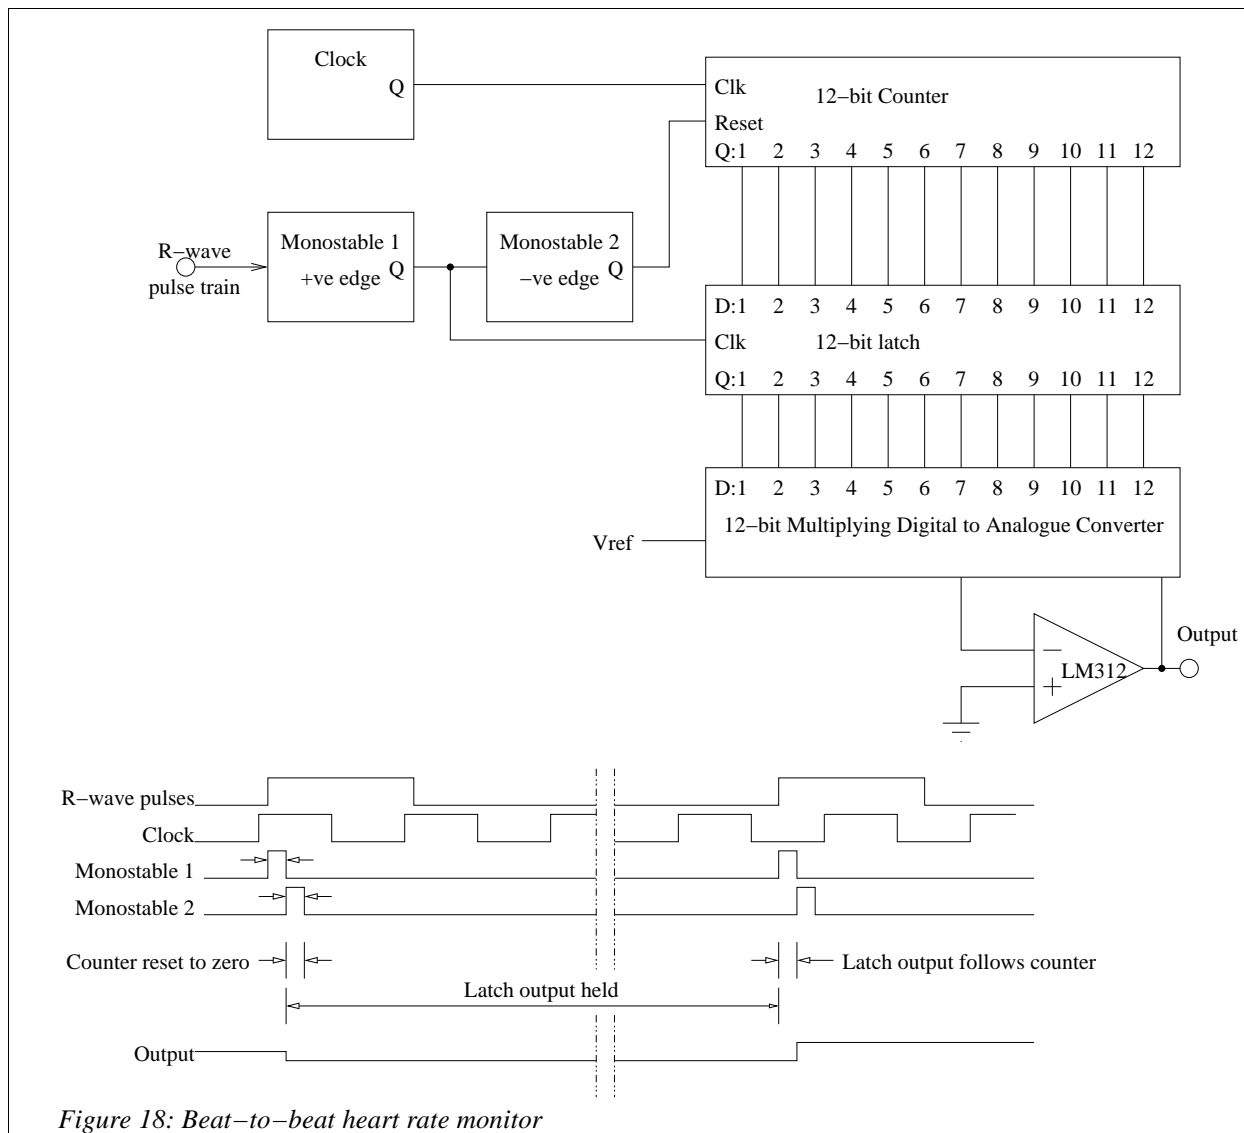 Clock
Q
Clk
12−bit Counter
Reset
Q:1 2 3 4 5 6 7 8 9 10 11 12
R−wave
pulse train
Monostable 1
Q
+ve edge
Monostable 2
Q
−ve edge
D:1 2 3 4 5 6 7 8 9 10 11 12
Clk
12−bit latch
Q:1 2 3 4 5 6 7 8 9 10 11 12
D:1 2 3 4 5 6 7 8 9 10 11 12
12−bit Multiplying Digital to Analogue Converter
Vref
Output
−
LM312
+
R−wave pulses
Clock
Monostable 1
Monostable 2
Counter reset to zero
Latch output follows counter
Latch output held
Output
Figure 18: Beat−to−beat heart rate monitor